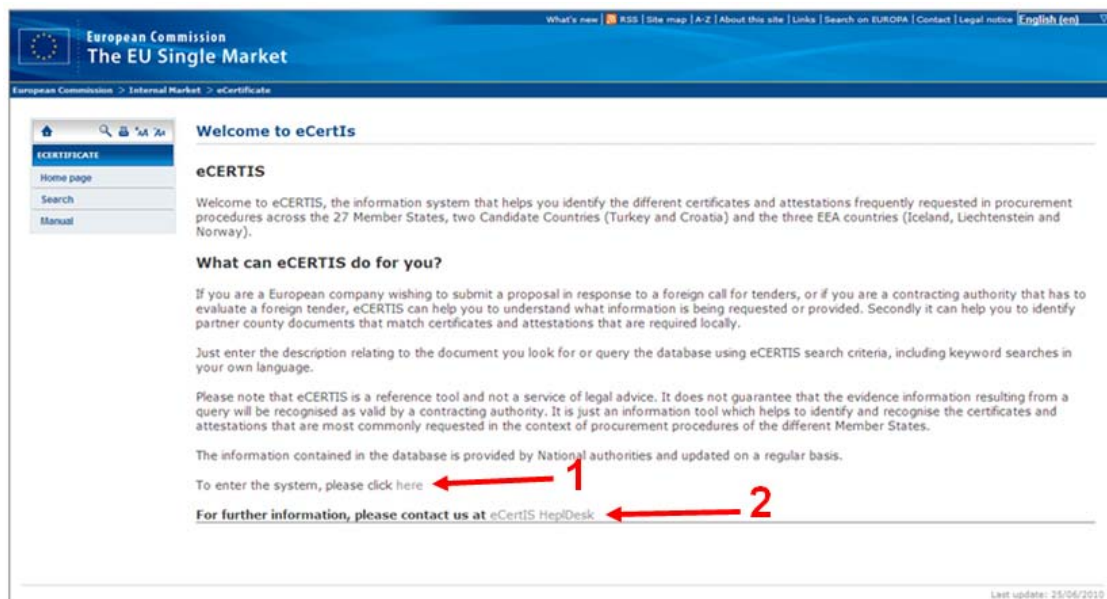 What's new | RSS | Site map | A-Z | About this site | Links | Search on EUROPA | Contact | Legal notice English (en)
European Commission
The EU Single Market
European Commission > Internal Market > eCertificate
ECERTIFICATE
Home page
Search
Manual
Welcome to eCertIs
eCERTIS
Welcome to eCERTIS, the information system that helps you identify the different certificates and attestations frequently requested in procurement
procedures across the 27 Member States, two Candidate Countries (Turkey and Croatia) and the three EEA countries (Iceland, Liechtenstein and
Norway).
What can eCERTIS do for you?
If you are a European company wishing to submit a proposal in response to a foreign call for tenders, or if you are a contracting authority that has to
evaluate a foreign tender, eCERTIS can help you to understand what information is being requested or provided. Secondly it can help you to identify
partner county documents that match certificates and attestations that are required locally.
Just enter the description relating to the document you look for or query the database using eCERTIS search criteria, including keyword searches in
your own language.
Please note that eCERTIS is a reference tool and not a service of legal advice. It does not guarantee that the evidence information resulting from a
query will be recognised as valid by a contracting authority. It is just an information tool which helps to identify and recognise the certificates and
attestations that are most commonly requested in the context of procurement procedures of the different Member States.
The information contained in the database is provided by National authorities and updated on a regular basis.
To enter the system, please click here
1
For further information, please contact us at eCertIS HeplDesk
2
Last update: 25/06/2010